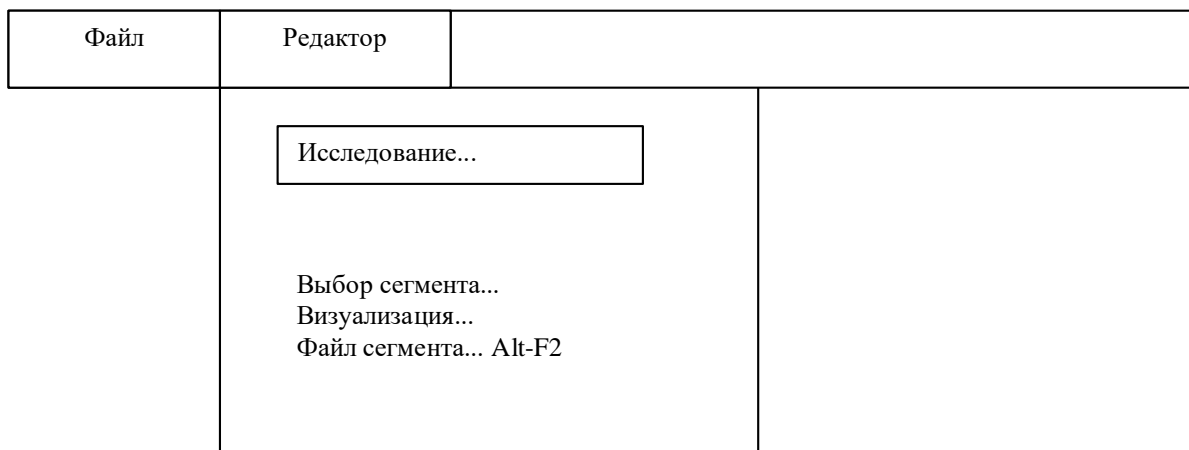 Файл
Редактор
Исследование...
Выбор сегмента...
Визуализация...
Файл сегмента... Alt-F2